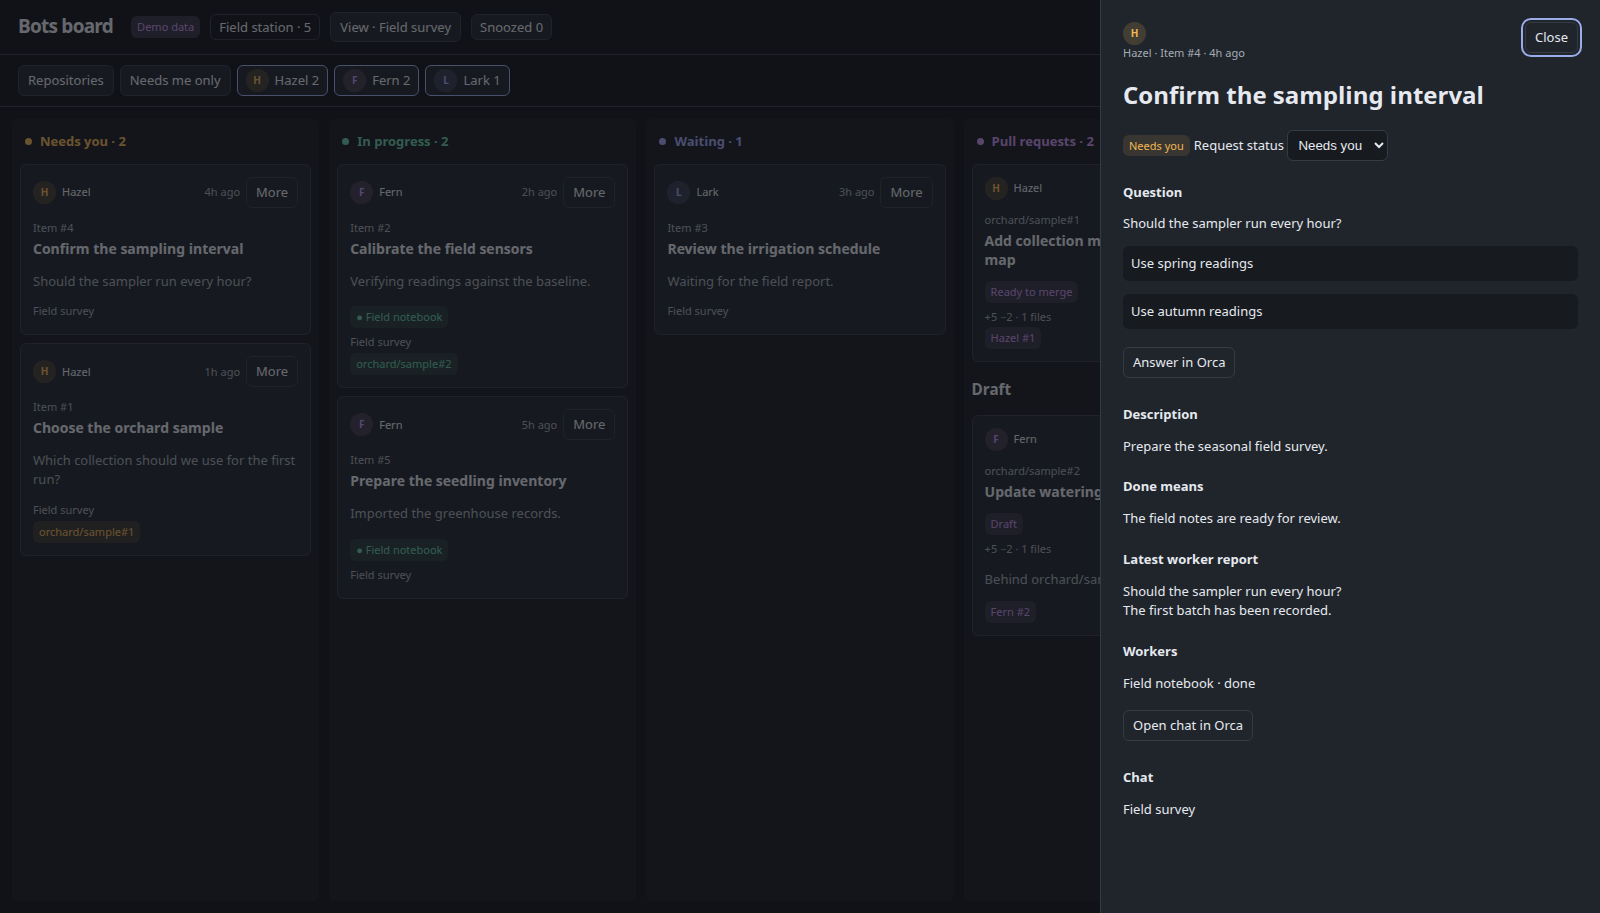 Bots board
Demo data
Field station · 5
View · Field survey
Snoozed 0
Repositories
Needs me only
H Hazel 2
F Fern 2
L Lark 1
Needs you · 2
H Hazel 4h ago More
Item #4
Confirm the sampling interval
Should the sampler run every hour?
Field survey
H Hazel 1h ago More
Item #1
Choose the orchard sample
Which collection should we use for the first
run?
Field survey
orchard/sample#1
In progress · 2
F Fern 2h ago More
Item #2
Calibrate the field sensors
Verifying readings against the baseline.
Field notebook
Field survey
orchard/sample#2
F Fern 5h ago More
Item #5
Prepare the seedling inventory
Imported the greenhouse records.
Field notebook
Field survey
Waiting · 1
L Lark 3h ago More
Item #3
Review the irrigation schedule
Waiting for the field report.
Field survey
Pull requests · 2
H Hazel
orchard/sample#1
Add collection
map
Ready to merge
+5 −2 · 1 files
Hazel #1
Draft
F Fern
orchard/sample#2
Update watering
Draft
+5 −2 · 1 files
Behind
Fern #2
H
Hazel · Item #4 · 4h ago
Close
Confirm the sampling interval
Needs you Request status Needs you
Question
Should the sampler run every hour?
Use spring readings
Use autumn readings
Answer in Orca
Description
Prepare the seasonal field survey.
Done means
The field notes are ready for review.
Latest worker report
Should the sampler run every hour?
The first batch has been recorded.
Workers
Field notebook · done
Open chat in Orca
Chat
Field survey